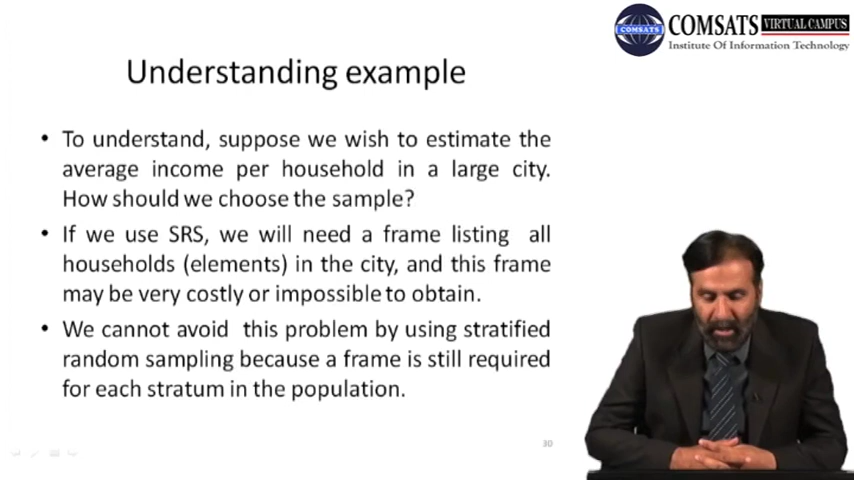 COMSATS VIRTUAL CAMPUS
COMSATS
Institute Of Information Technology
Understanding example
• To understand, suppose we wish to estimate the
average income per household in a large city.
How should we choose the sample?
• If we use SRS, we will need a frame listing all
households (elements) in the city, and this frame
may be very costly or impossible to obtain.
• We cannot avoid this problem by using stratified
random sampling because a frame is still required
for each stratum in the population.
30